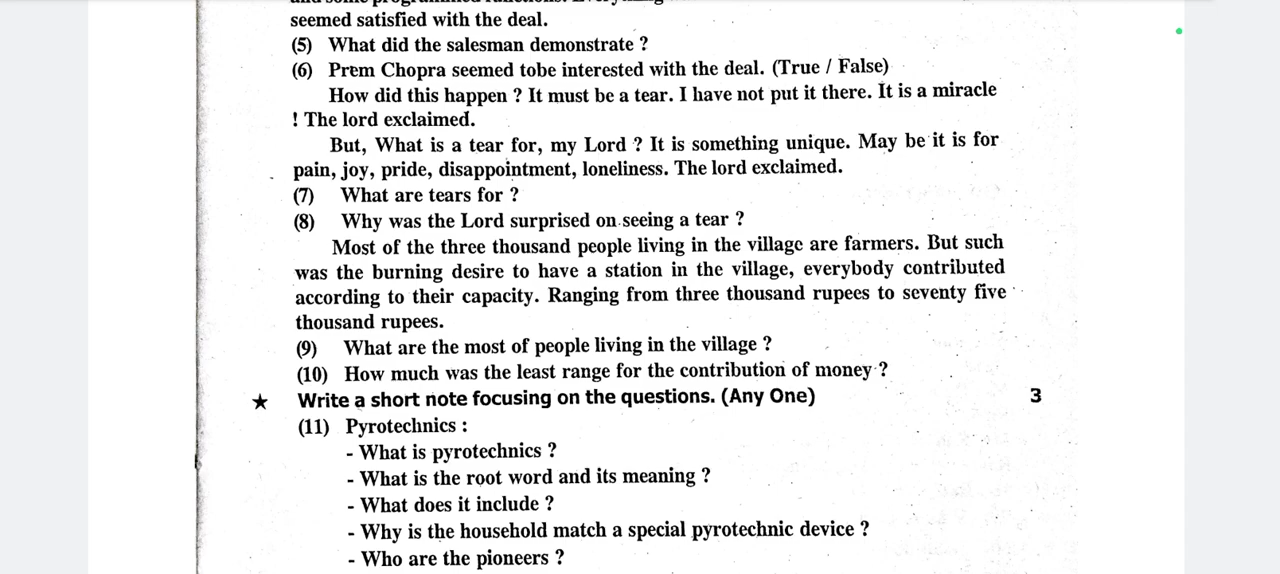 seemed satisfied with the deal.
(5) What did the salesman demonstrate ?
(6) Prem Chopra seemed tobe interested with the deal. (True / False)
How did this happen ? It must be a tear. I have not put it there. It is a miracle
! The lord exclaimed.
But, What is a tear for, my Lord ? It is something unique. May be it is for
pain, joy, pride, disappointment, loneliness. The lord exclaimed.
(7) What are tears for ?
(8) Why was the Lord surprised on seeing a tear ?
Most of the three thousand people living in the village are farmers. But such
was the burning desire to have a station in the village, everybody contributed
according to their capacity. Ranging from three thousand rupees to seventy five
thousand rupees.
(9) What are the most of people living in the village ?
(10) How much was the least range for the contribution of money ?
★ Write a short note focusing on the questions. (Any One) 3
(11) Pyrotechnics :
- What is pyrotechnics ?
- What is the root word and its meaning ?
- What does it include ?
- Why is the household match a special pyrotechnic device ?
- Who are the pioneers ?